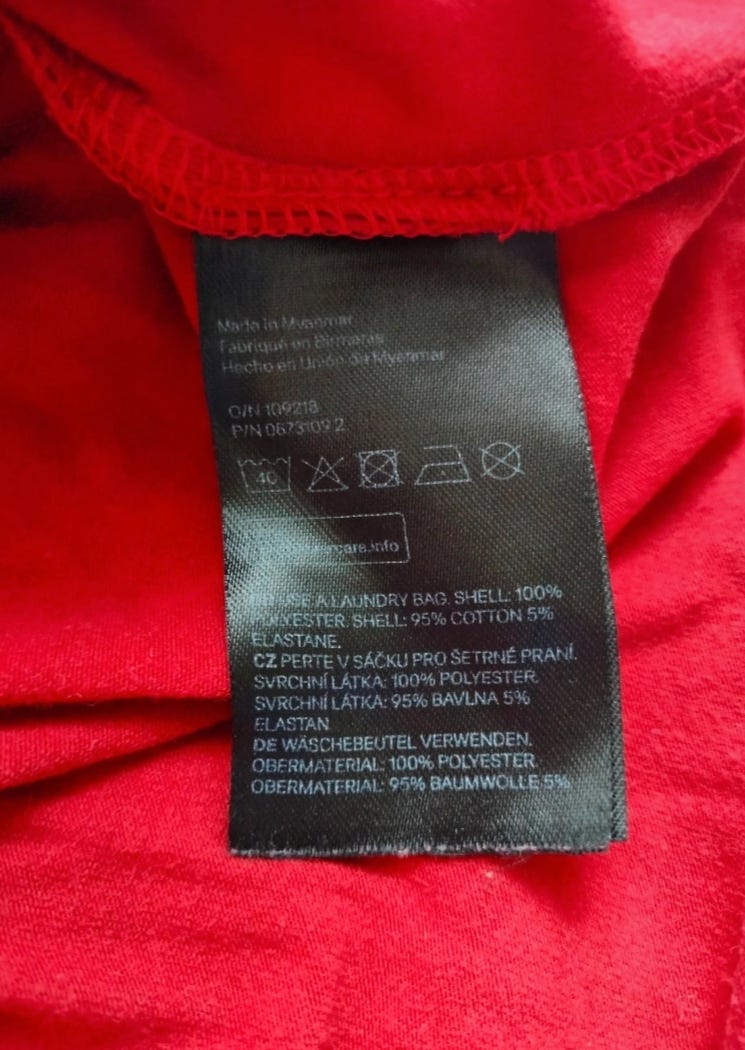 Made in Myanmar
Fabriqué en Birmanie
Hecho en Unión de Myanmar
O/N 109218
P/N 0673109 2
40
care.info
USE A LAUNDRY BAG. SHELL: 100%
POLYESTER. SHELL: 95% COTTON 5%
ELASTANE.
CZ PERTE V SÁČKU PRO ŠETRNÉ PRANÍ.
SVRCHNÍ LÁTKA: 100% POLYESTER.
SVRCHNÍ LÁTKA: 95% BAVLNA 5%
ELASTAN
DE WÄSCHEBEUTEL VERWENDEN.
OBERMATERIAL: 100% POLYESTER.
OBERMATERIAL: 95% BAUMWOLLE 5%